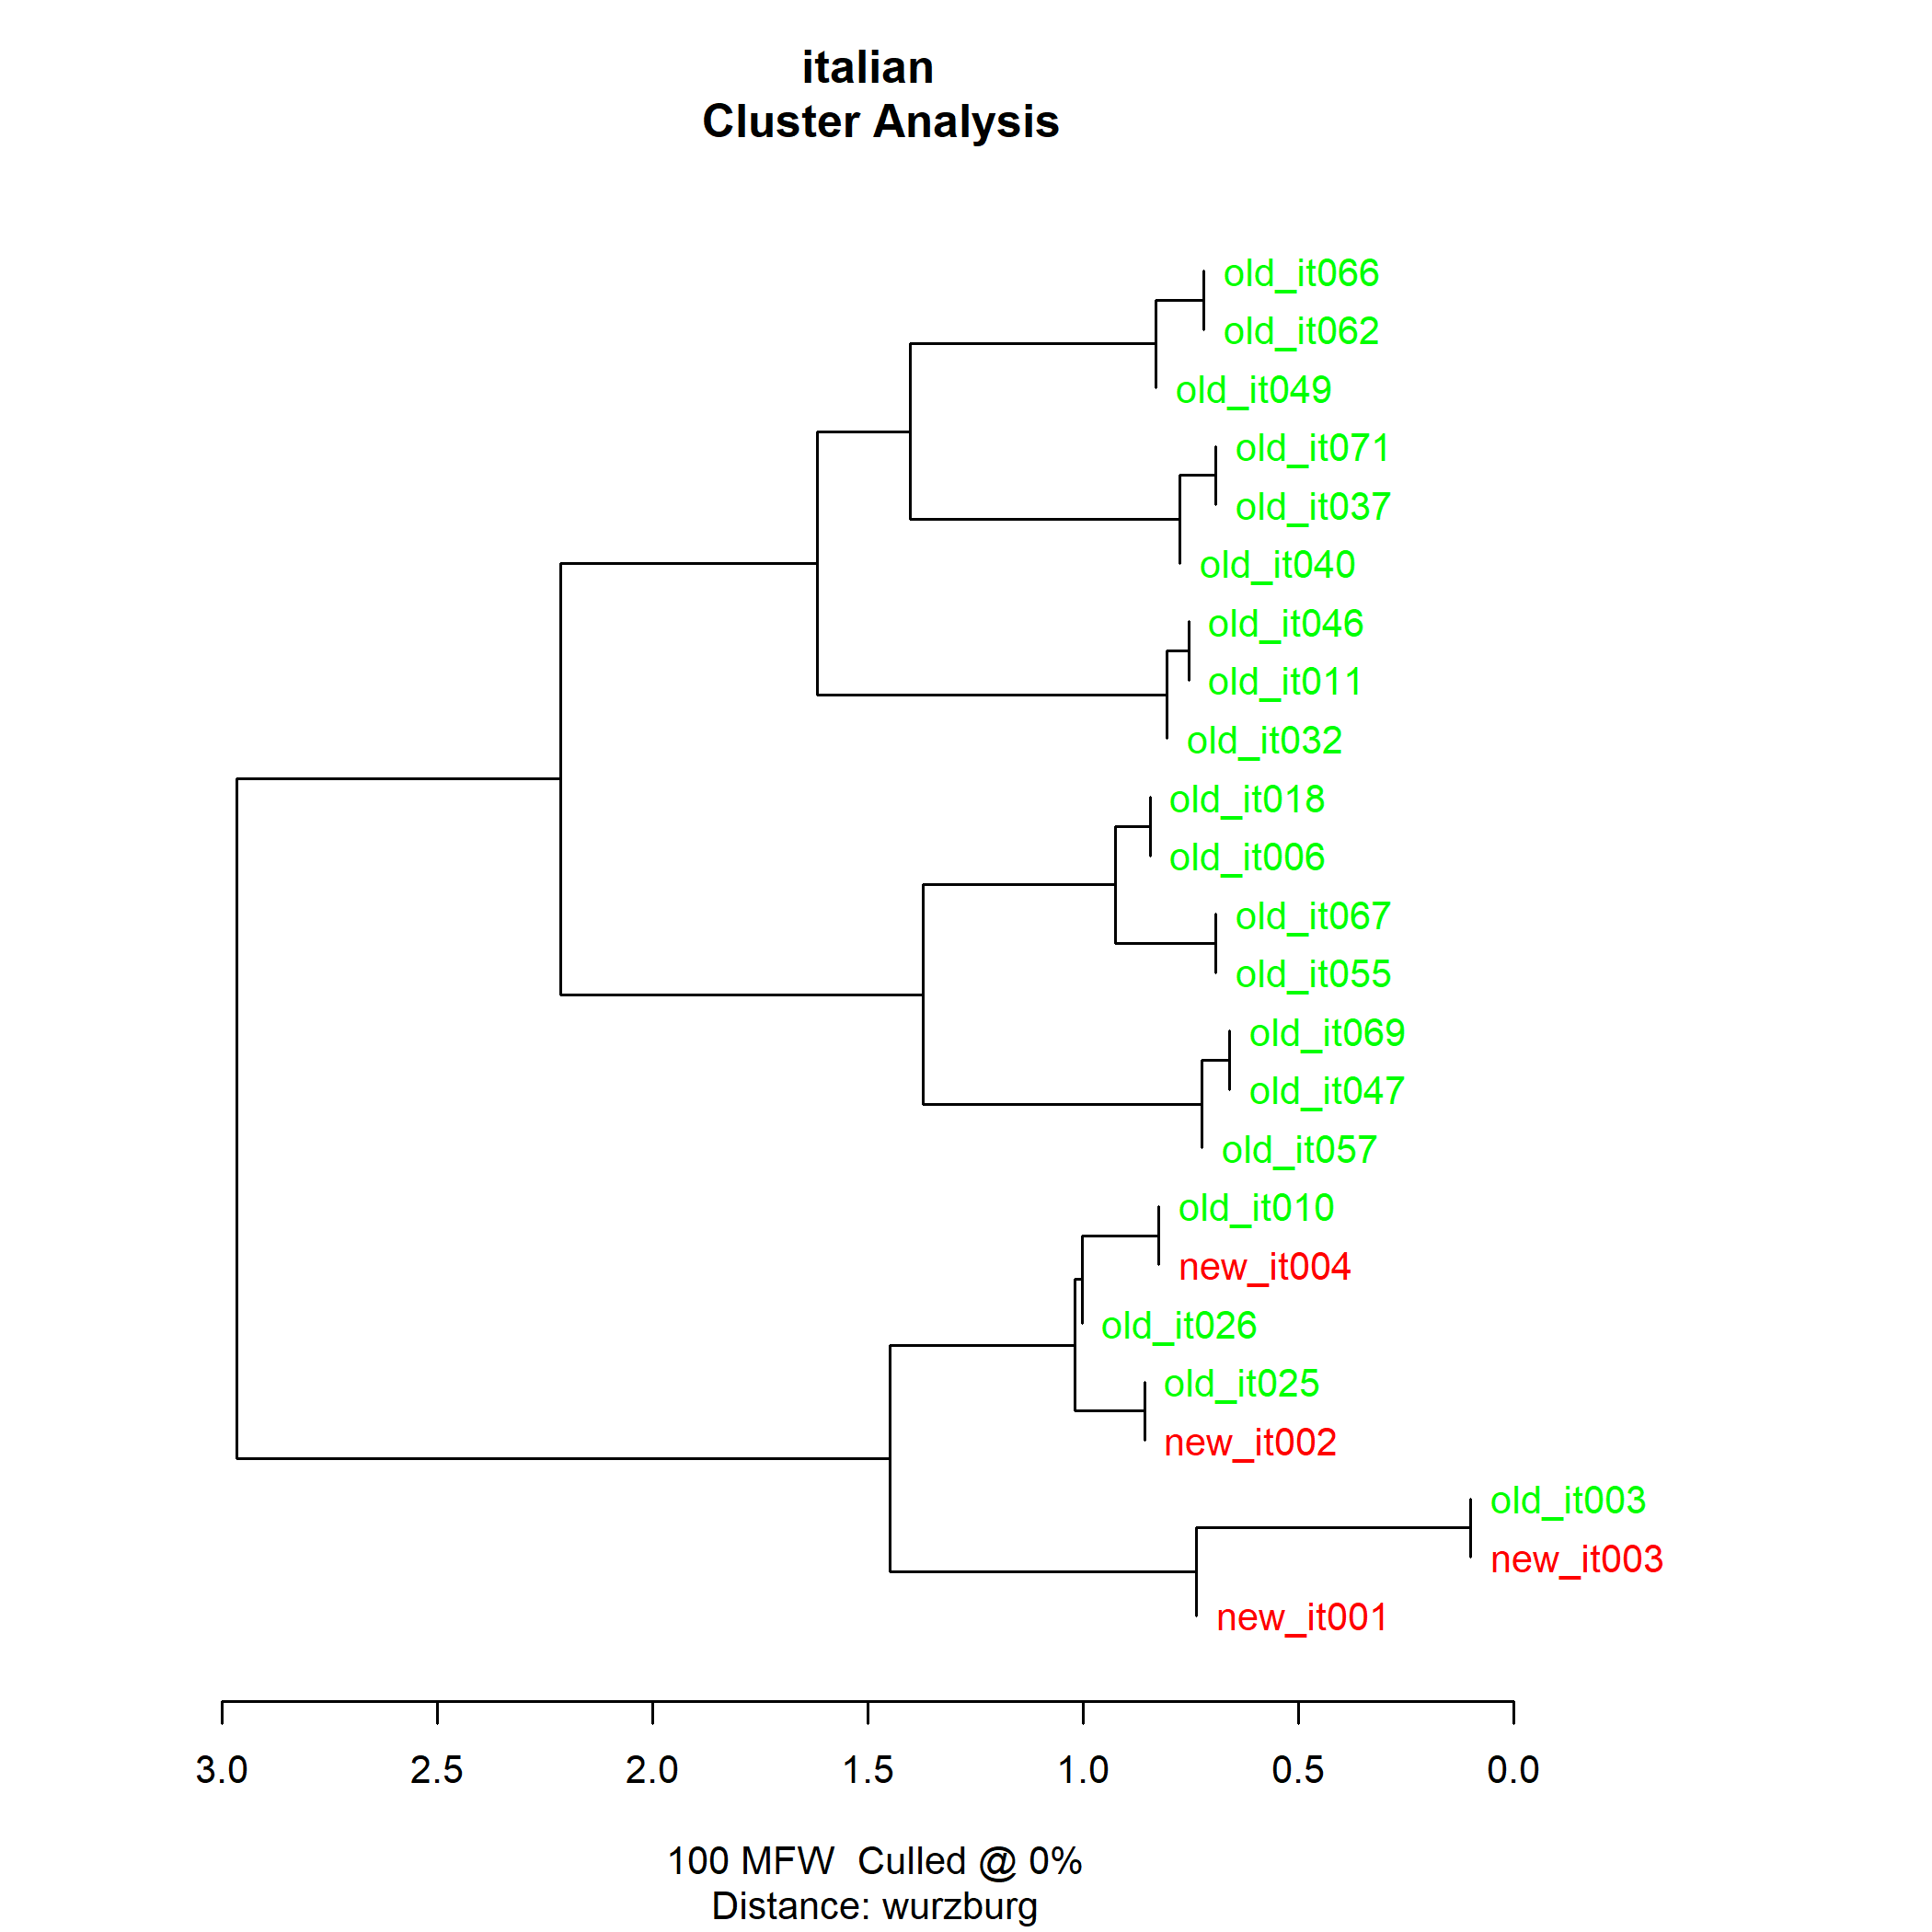 italian
Cluster Analysis
old_it066
old_it062
old_it049
old_it071
old_it037
old_it040
old_it046
old_it011
old_it032
old_it018
old_it006
old_it067
old_it055
old_it069
old_it047
old_it057
old_it010
new_it004
old_it026
old_it025
new_it002
old_it003
new_it003
new_it001
3.0 2.5 2.0 1.5 1.0 0.5 0.0
100 MFW  Culled @ 0%
Distance: wurzburg